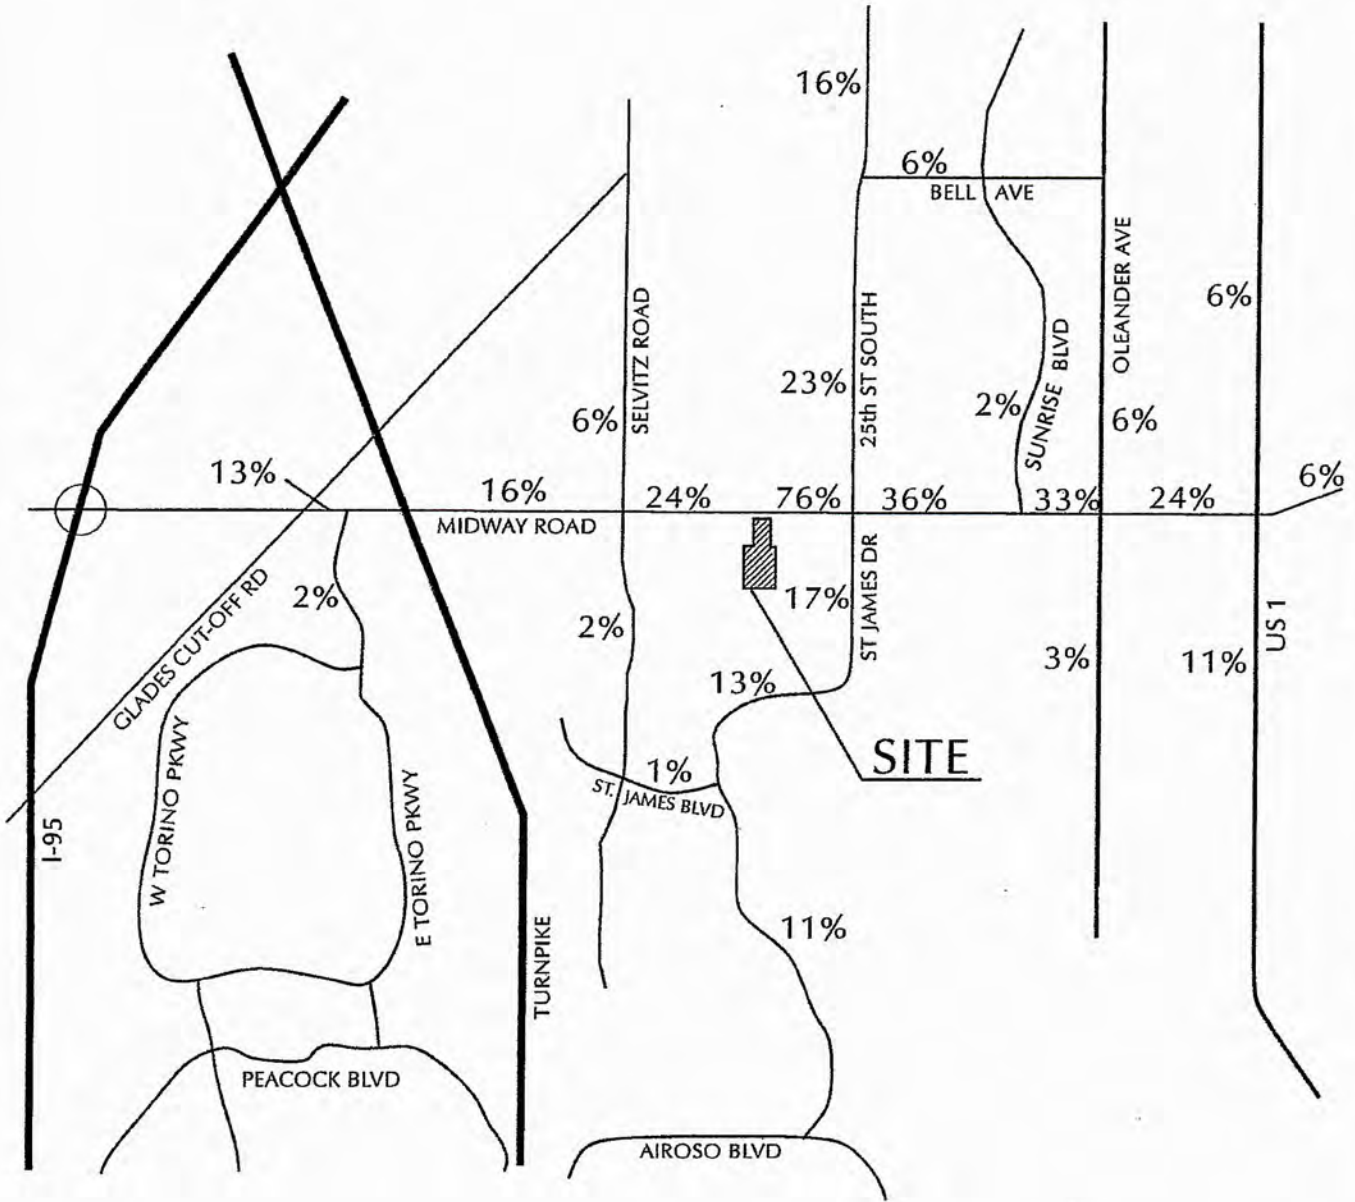 16%
6%
BELL AVE
OLEANDER AVE
6%
SELVITZ ROAD
25th ST SOUTH
23%
SUNRISE BLVD
2%
6%
6%
13%
16%
24%
76%
36%
33%
24%
6%
MIDWAY ROAD
GLADES CUT-OFF RD
2%
2%
17%
ST JAMES DR
3%
11%
US 1
13%
SITE
1%
ST. JAMES BLVD
W TORINO PKWY
E TORINO PKWY
I-95
11%
TURNPIKE
PEACOCK BLVD
AIROSO BLVD